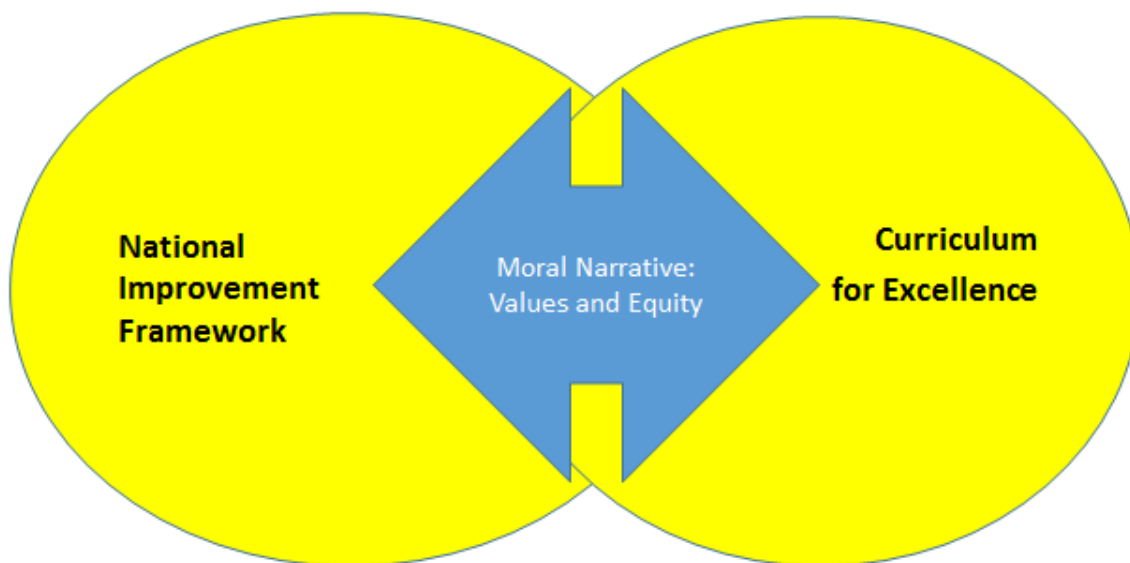 National
Improvement
Framework
Moral Narrative:
Values and Equity
Curriculum
for Excellence